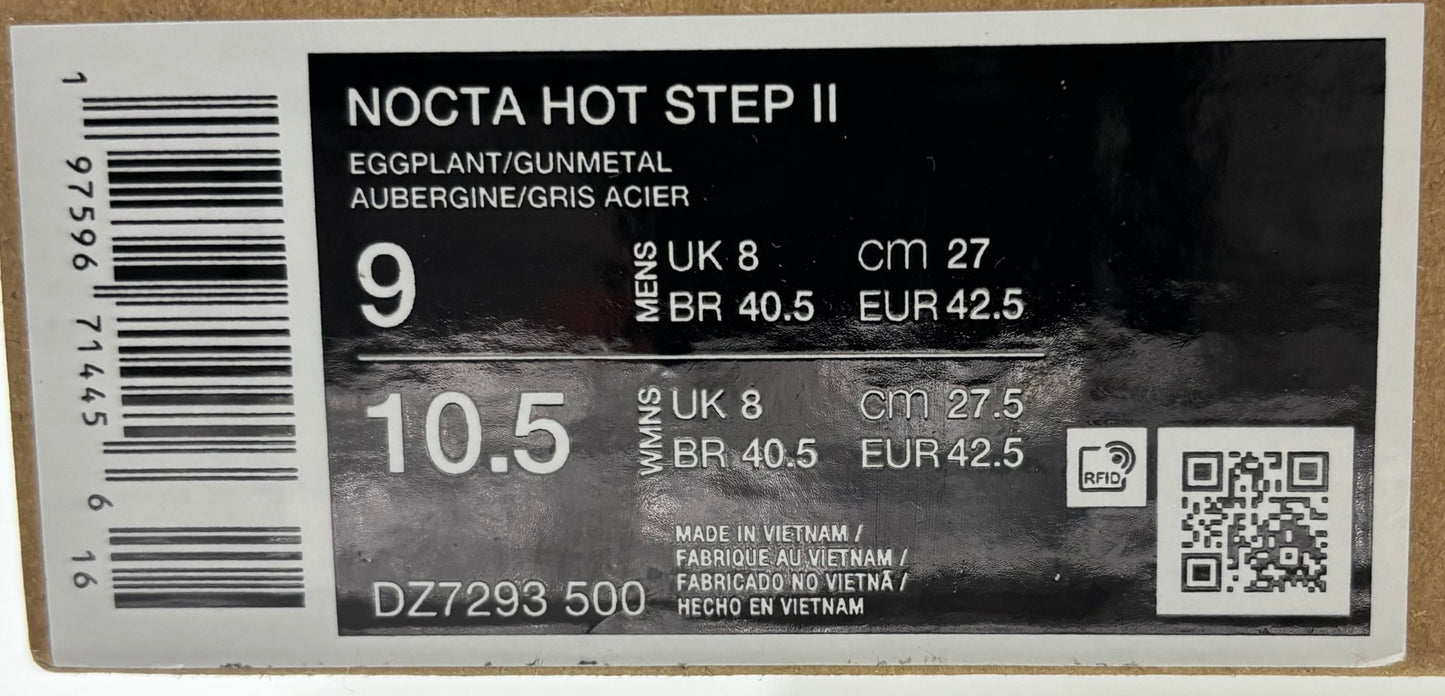 1 97596 71445 6 16
NOCTA HOT STEP II
EGGPLANT/GUNMETAL
AUBERGINE/GRIS ACIER
9
MENS
UK 8 CM 27
BR 40.5 EUR 42.5
10.5
WMNS
UK 8 CM 27.5
BR 40.5 EUR 42.5
RFID
MADE IN VIETNAM /
FABRIQUE AU VIETNAM /
FABRICADO NO VIETNÃ /
HECHO EN VIETNAM
DZ7293 500